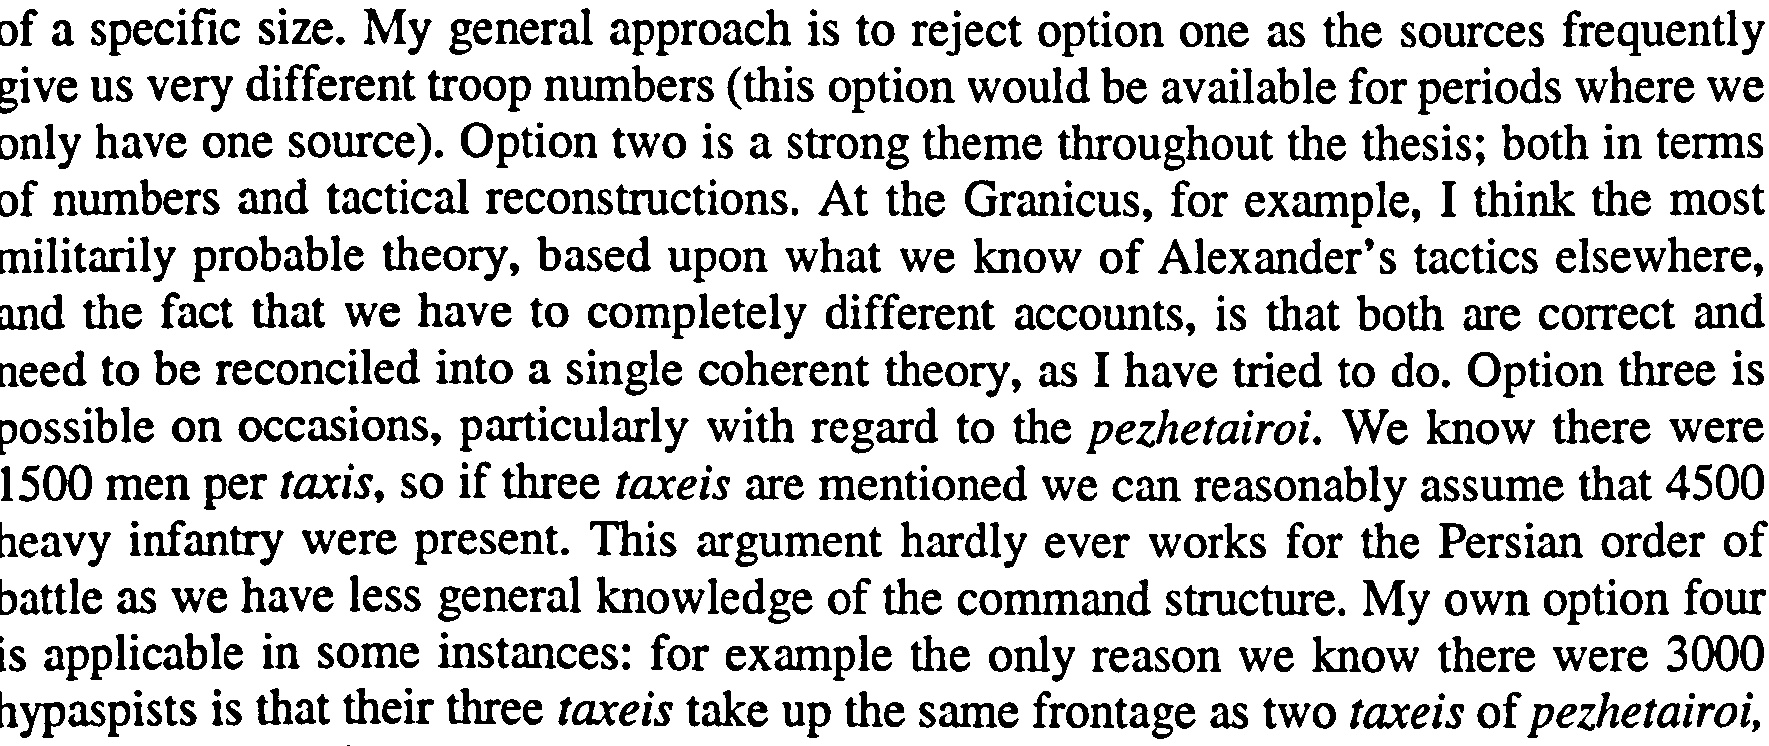 of a specific size. My general approach is to reject option one as the sources frequently
give us very different troop numbers (this option would be available for periods where we
only have one source). Option two is a strong theme throughout the thesis; both in terms
of numbers and tactical reconstructions. At the Granicus, for example, I think the most
militarily probable theory, based upon what we know of Alexander's tactics elsewhere,
and the fact that we have to completely different accounts, is that both are correct and
need to be reconciled into a single coherent theory, as I have tried to do. Option three is
possible on occasions, particularly with regard to the pezhetairoi. We know there were
1500 men per taxis, so if three taxeis are mentioned we can reasonably assume that 4500
heavy infantry were present. This argument hardly ever works for the Persian order of
battle as we have less general knowledge of the command structure. My own option four
is applicable in some instances: for example the only reason we know there were 3000
hypaspists is that their three taxeis take up the same frontage as two taxeis of pezhetairoi,